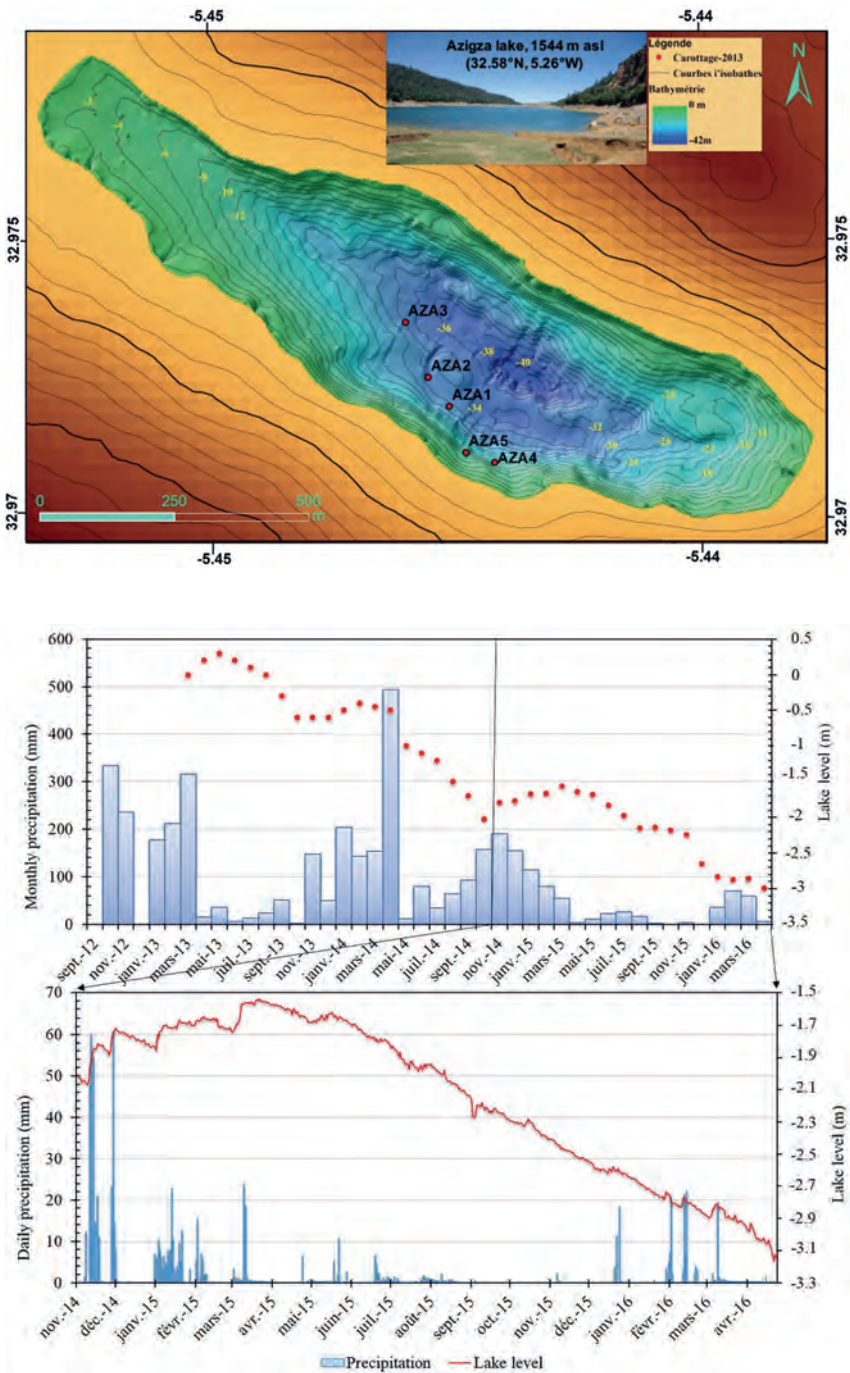 -5.45
-5.44
Azigza lake, 1544 m asl
(32.58°N, 5.26°W)
Légende
Carottage-2013
Courbes i'isobathes
Bathymétrie
0 m
-42m
N
32.975
32.975
-4
-8
-10
-12
AZA3
-36
-38
-40
AZA2
AZA1
-34
-20
-32
-30
-26
-22
-18
AZA5
AZA4
0
250
500
m
32.97
32.97
-5.45
-5.44
600
500
400
300
200
100
0
Monthly precipitation (mm)
0.5
0
-0.5
-1
-1.5
-2
-2.5
-3
-3.5
Lake level (m)
sept.-12
nov.-12
janv.-13
mars-13
mai-13
juil.-13
sept.-13
nov.-13
janv.-14
mars-14
mai-14
juil.-14
sept.-14
nov.-14
janv.-15
mars-15
mai-15
juil.-15
sept.-15
nov.-15
janv.-16
mars-16
70
60
50
40
30
20
10
0
Daily precipitation (mm)
-1.5
-1.7
-1.9
-2.1
-2.3
-2.5
-2.7
-2.9
-3.1
-3.3
Lake level (m)
nov.-14
déc.-14
janv.-15
févr.-15
mars-15
avr.-15
mai-15
juin-15
juil.-15
août-15
sept.-15
oct.-15
nov.-15
déc.-15
janv.-16
févr.-16
mars-16
avr.-16
Precipitation
Lake level